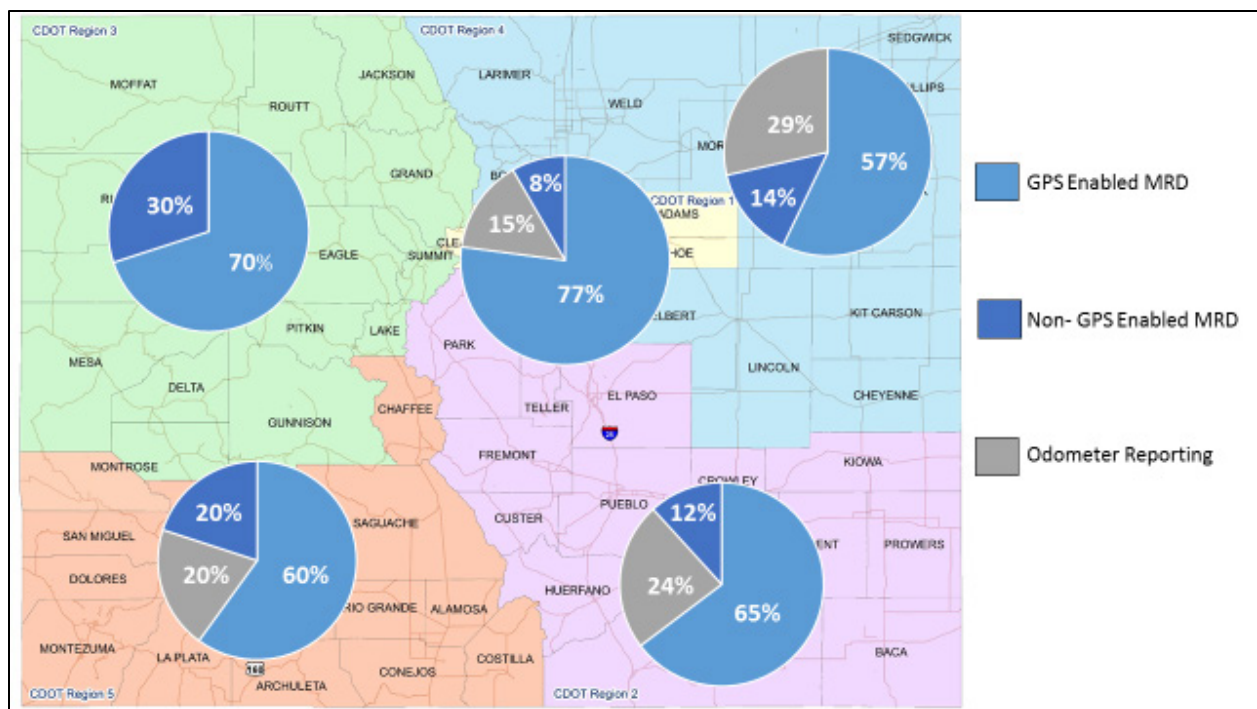 CDOT Region 3
CDOT Region 4
SEDGWICK
JACKSON
LARIMER
MOFFAT
ROUTT
WELD
29%
57%
14%
GPS Enabled MRD
GRAND
30%
70%
8%
15%
77%
CDOT Region 1
ADAMS
EAGLE
SUMMIT
PITKIN
LAKE
PARK
KIT CARSON
Non- GPS Enabled MRD
MESA
DELTA
LINCOLN
CHEYENNE
CHAFFEE
TELLER
EL PASO
GUNNISON
25
MONTROSE
FREMONT
KIOWA
Odometer Reporting
CROWLEY
20%
20%
60%
SAGUACHE
CUSTER
PUEBLO
12%
24%
65%
SAN MIGUEL
PROWERS
DOLORES
HUERFANO
RIO GRANDE
ALAMOSA
MONTEZUMA
LA PLATA
160
CONEJOS
COSTILLA
BACA
ARCHULETA
CDOT Region 5
CDOT Region 2